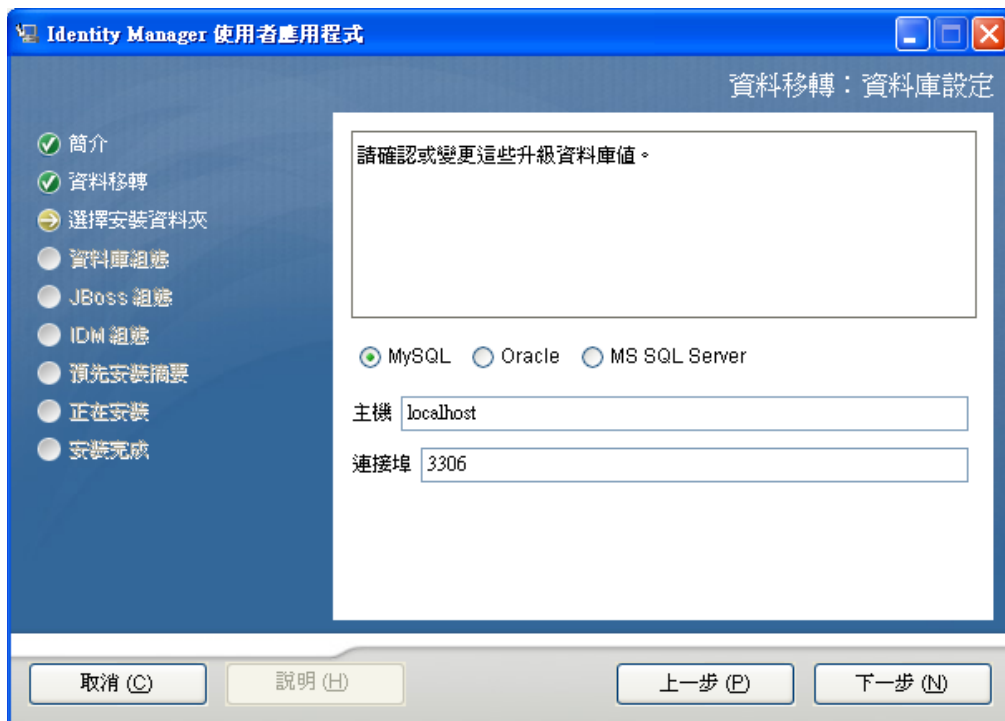 Identity Manager 使用者應用程式
資料移轉：資料庫設定
簡介
資料移轉
選擇安裝資料夾
資料庫組態
JBoss 組態
IDM 組態
預先安裝摘要
正在安裝
安裝完成
請確認或變更這些升級資料庫值。
MySQL Oracle MS SQL Server
主機 localhost
連接埠 3306
取消 (C) 說明 (H) 上一步 (P) 下一步 (N)